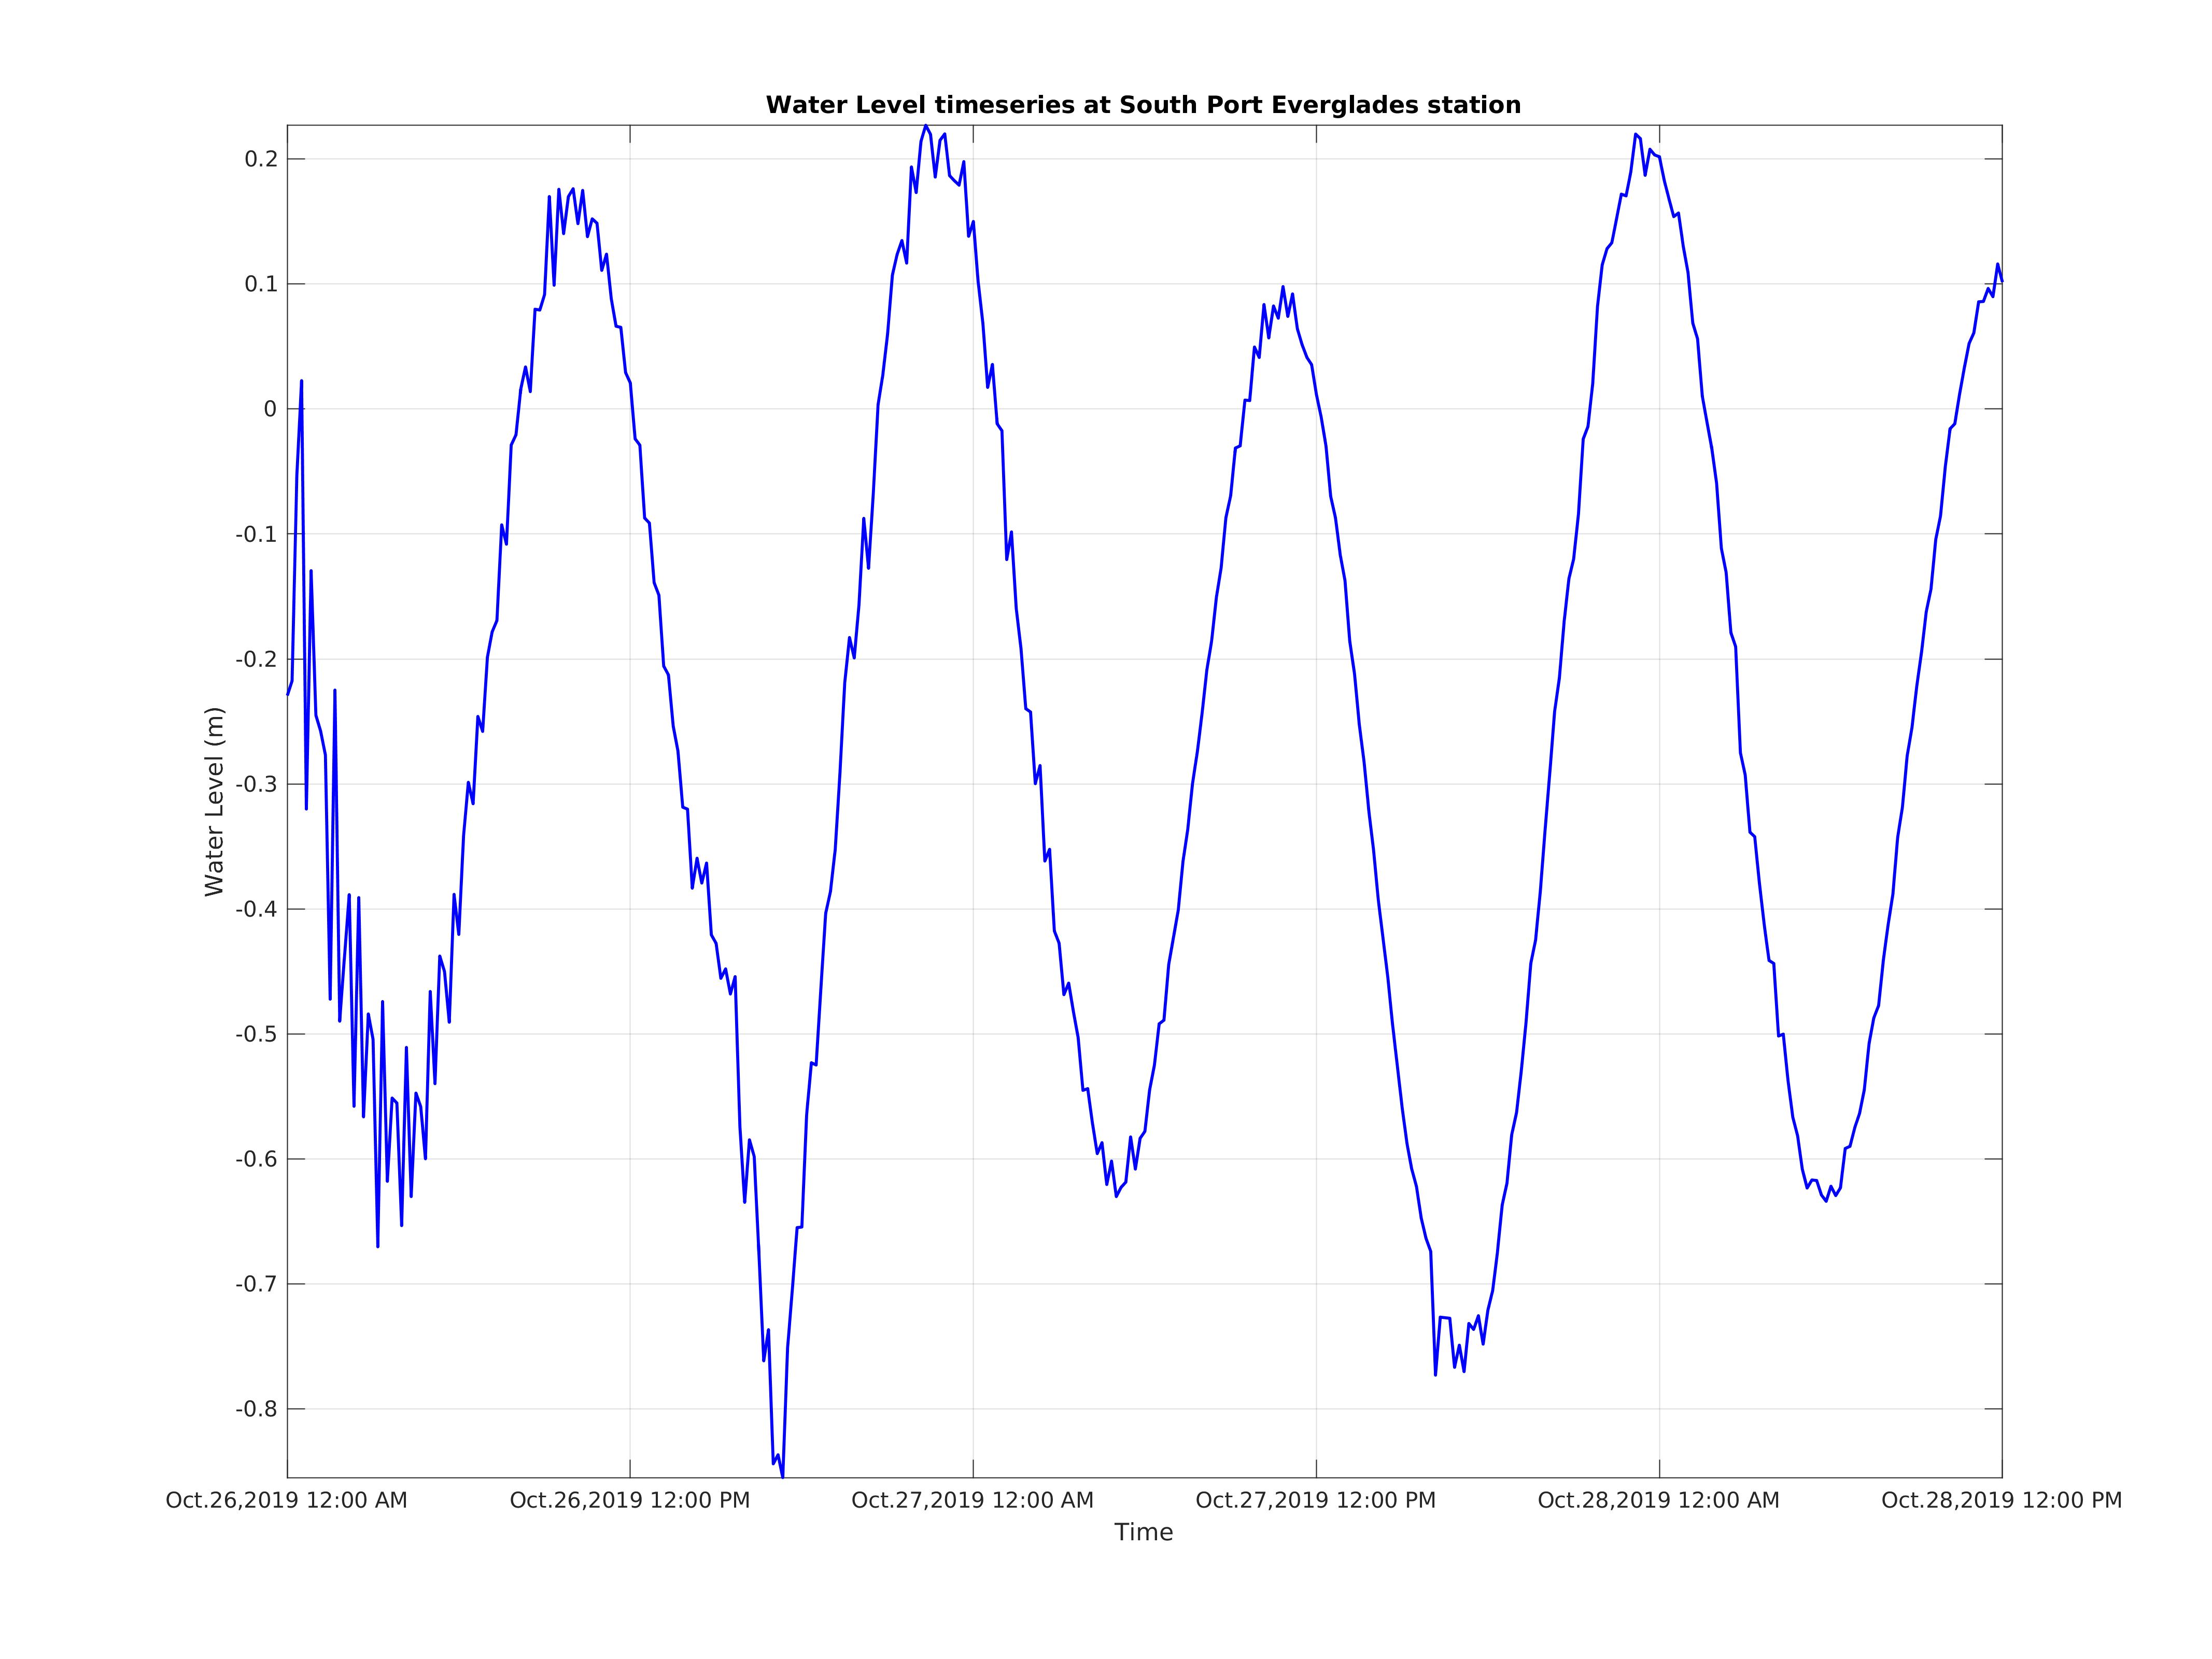 Water Level timeseries at South Port Everglades station
0.2
0.1
0
-0.1
-0.2
-0.3
-0.4
-0.5
-0.6
-0.7
-0.8
Water Level (m)
Oct.26,2019 12:00 AM
Oct.26,2019 12:00 PM
Oct.27,2019 12:00 AM
Oct.27,2019 12:00 PM
Oct.28,2019 12:00 AM
Oct.28,2019 12:00 PM
Time